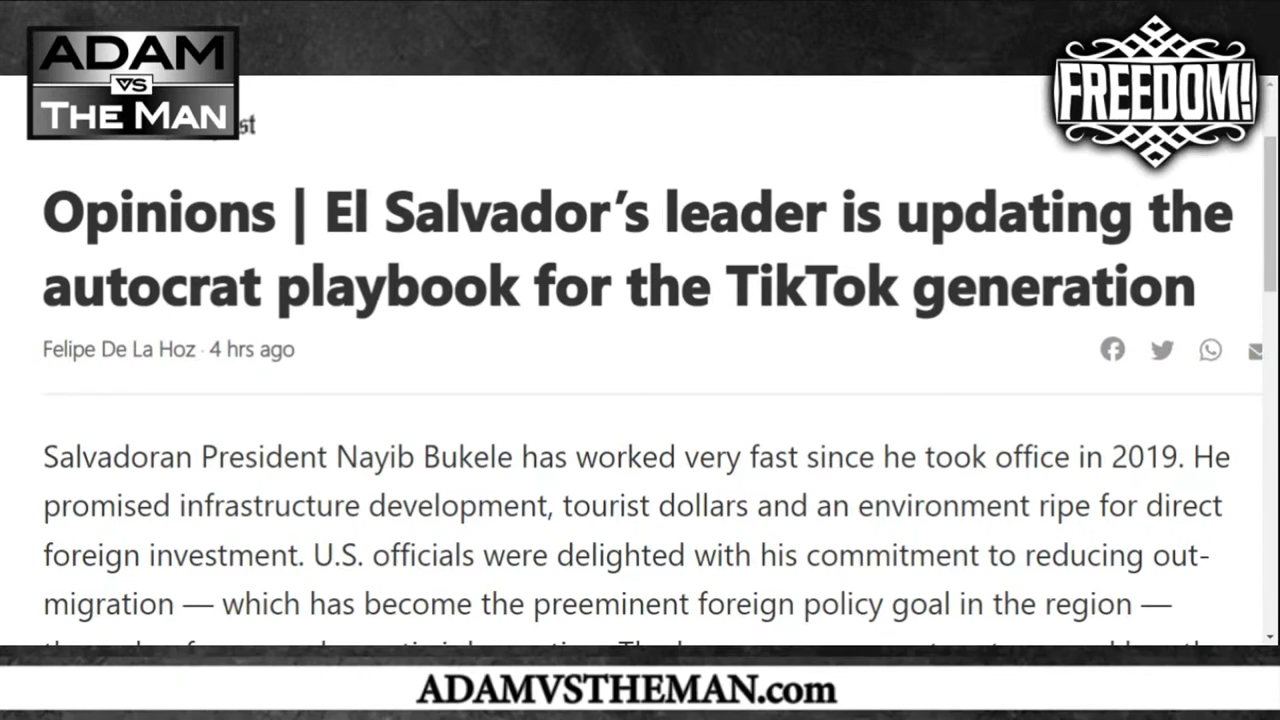 ADAM
VS
THE MAN
FREEDOM!
st
Opinions | El Salvador’s leader is updating the
autocrat playbook for the TikTok generation
Felipe De La Hoz · 4 hrs ago
Salvadoran President Nayib Bukele has worked very fast since he took office in 2019. He
promised infrastructure development, tourist dollars and an environment ripe for direct
foreign investment. U.S. officials were delighted with his commitment to reducing out-
migration — which has become the preeminent foreign policy goal in the region —
ADAMVSTHEMAN.com